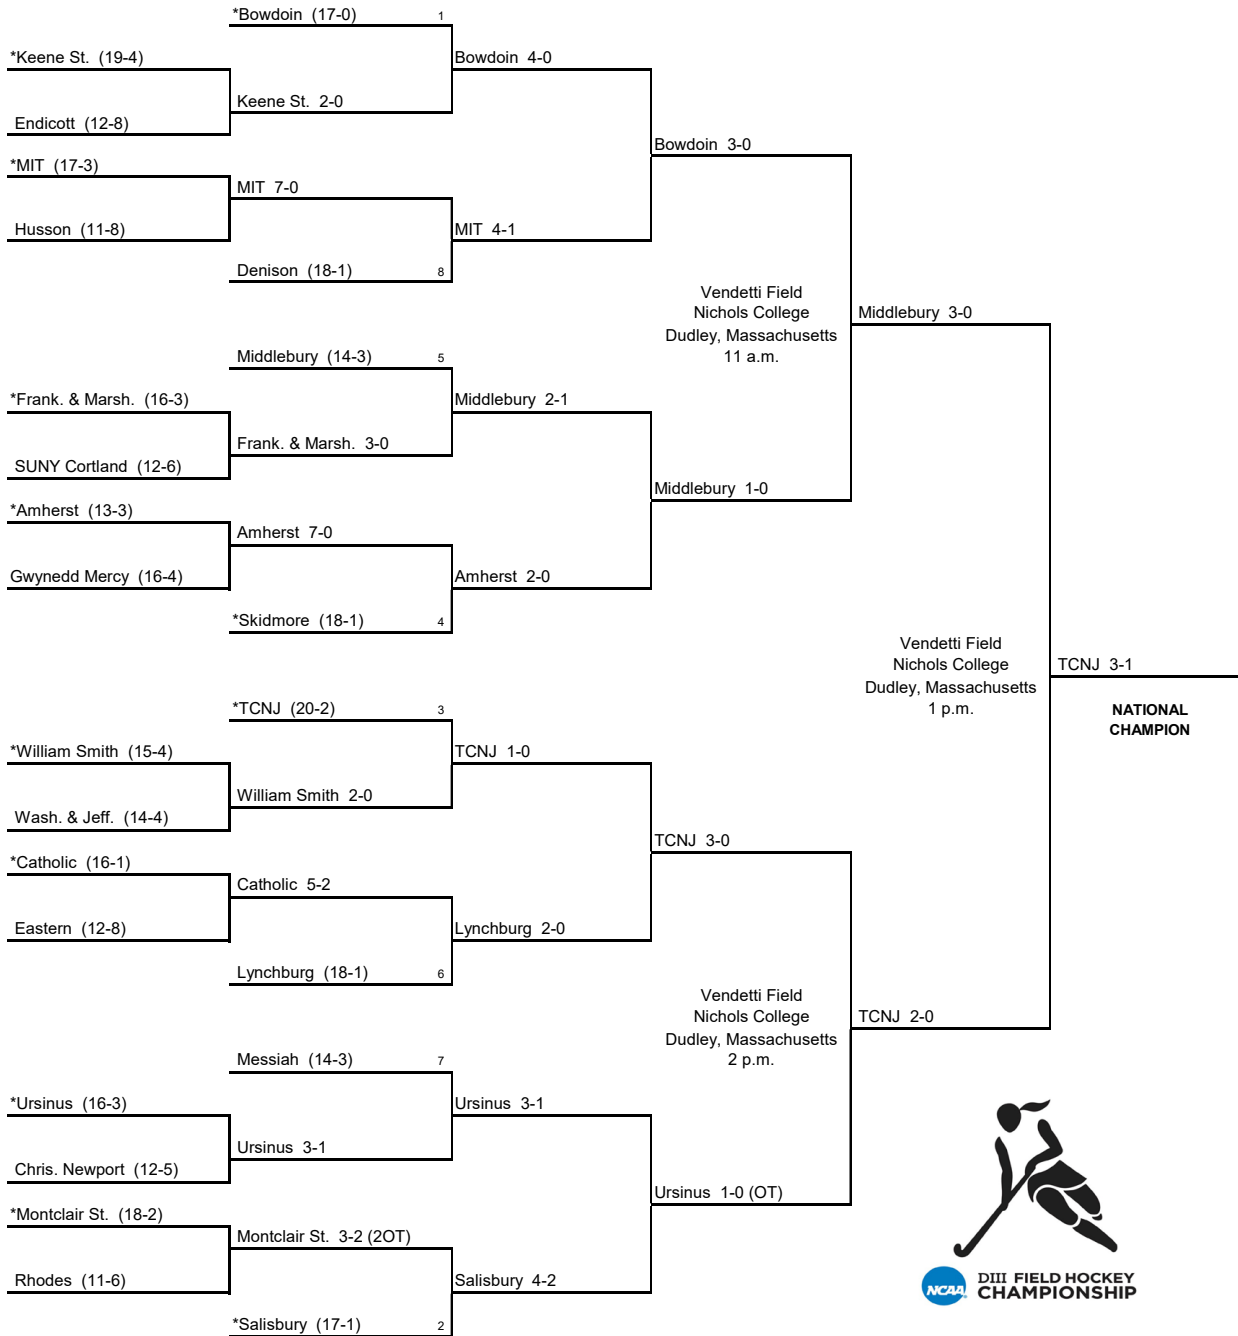 *Bowdoin (17-0) 1
*Keene St. (19-4)
Bowdoin 4-0
Keene St. 2-0
Endicott (12-8)
Bowdoin 3-0
*MIT (17-3)
MIT 7-0
Husson (11-8)
MIT 4-1
Denison (18-1) 8
Vendetti Field
Nichols College
Dudley, Massachusetts
11 a.m.
Middlebury 3-0
Middlebury (14-3) 5
*Frank. & Marsh. (16-3)
Middlebury 2-1
Frank. & Marsh. 3-0
SUNY Cortland (12-6)
Middlebury 1-0
*Amherst (13-3)
Amherst 7-0
Gwynedd Mercy (16-4)
Amherst 2-0
*Skidmore (18-1) 4
Vendetti Field
Nichols College
Dudley, Massachusetts
1 p.m.
TCNJ 3-1
NATIONAL
CHAMPION
*TCNJ (20-2) 3
*William Smith (15-4)
TCNJ 1-0
William Smith 2-0
Wash. & Jeff. (14-4)
TCNJ 3-0
*Catholic (16-1)
Catholic 5-2
Eastern (12-8)
Lynchburg 2-0
Lynchburg (18-1) 6
Vendetti Field
Nichols College
Dudley, Massachusetts
2 p.m.
TCNJ 2-0
Messiah (14-3) 7
*Ursinus (16-3)
Ursinus 3-1
Ursinus 3-1
Chris. Newport (12-5)
Ursinus 1-0 (OT)
*Montclair St. (18-2)
Montclair St. 3-2 (2OT)
Rhodes (11-6)
Salisbury 4-2
*Salisbury (17-1) 2
NCAA
DIII FIELD HOCKEY
CHAMPIONSHIP